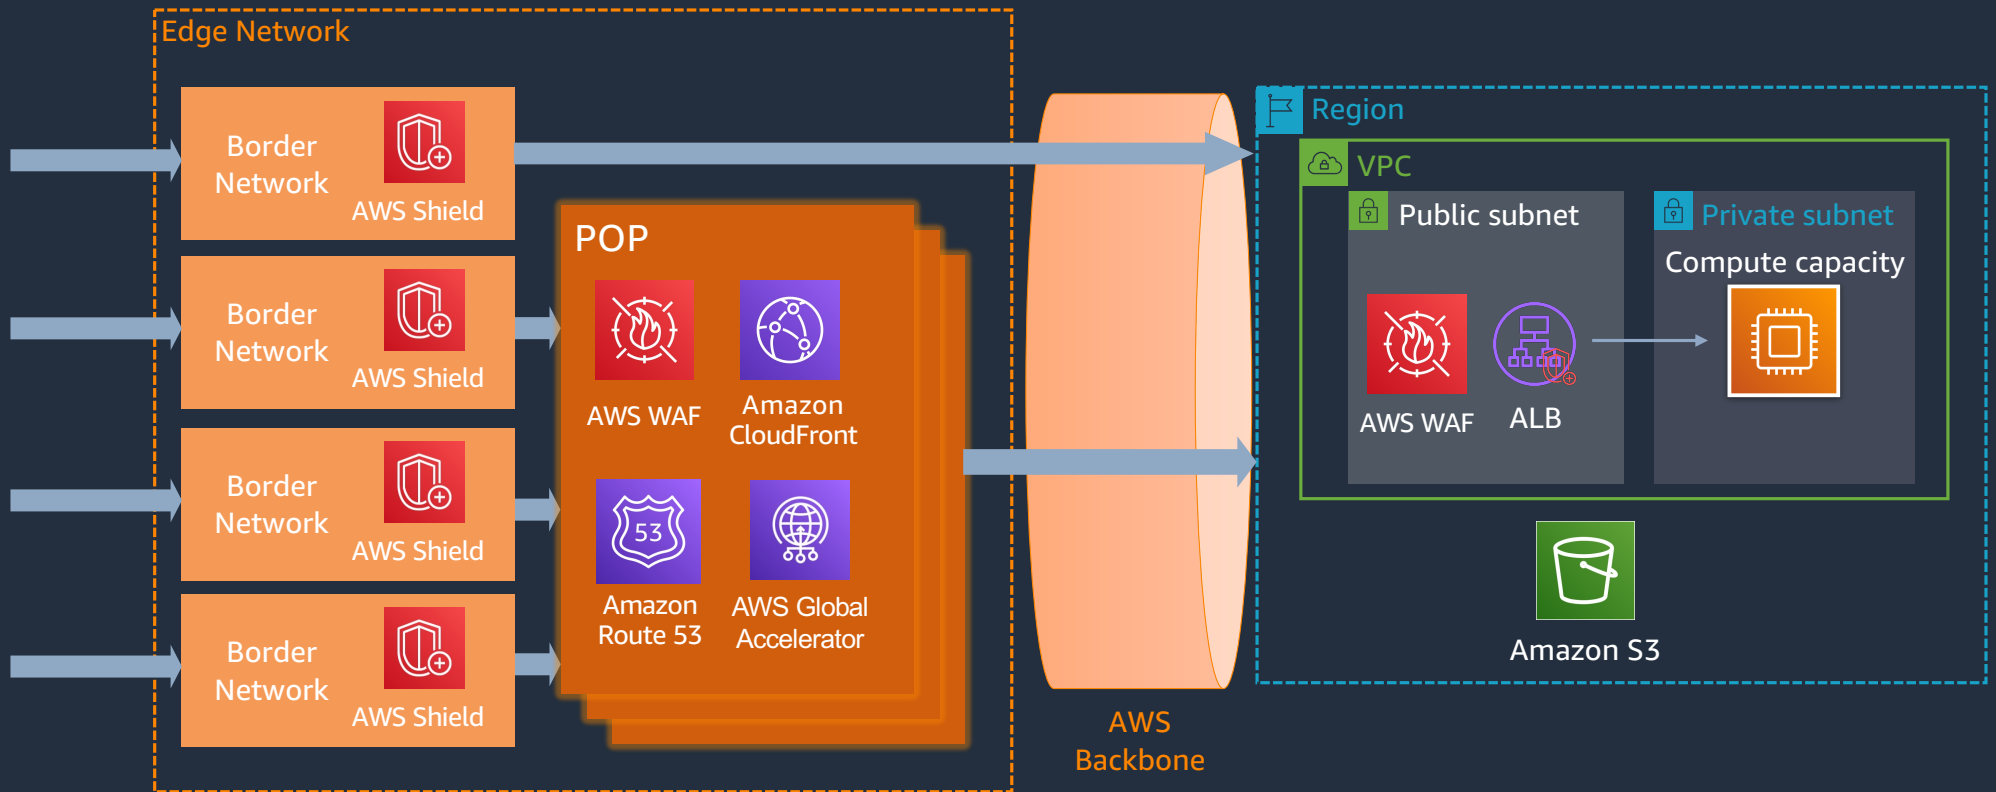 Edge Network
Border
Network
AWS Shield
Border
Network
AWS Shield
Border
Network
AWS Shield
Border
Network
AWS Shield
POP
AWS WAF
Amazon
CloudFront
53
Amazon
Route 53
AWS Global
Accelerator
AWS
Backbone
Region
VPC
Public subnet
AWS WAF
ALB
Private subnet
Compute capacity
Amazon S3